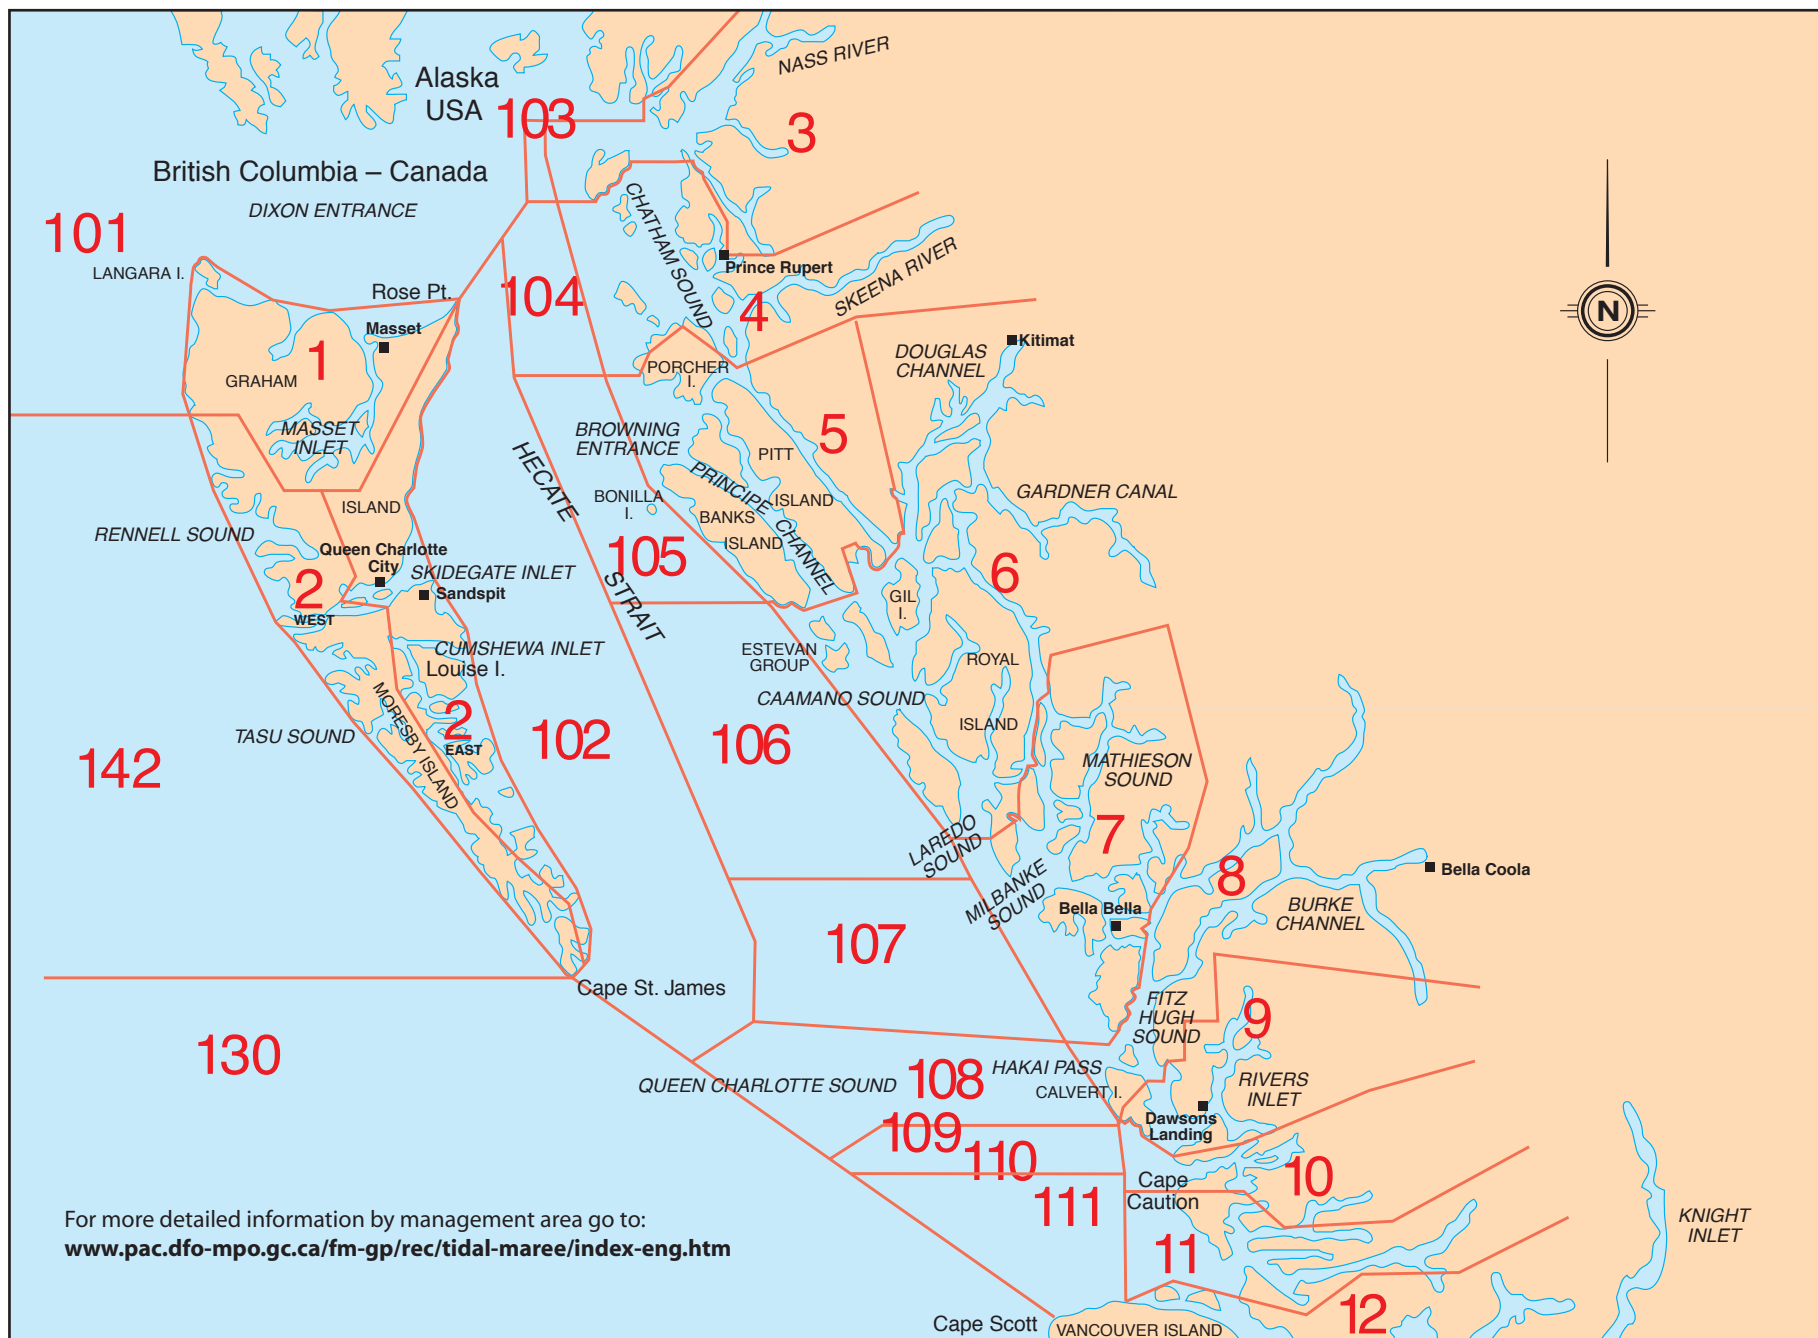 NASS RIVER
Alaska
USA
103
3
British Columbia – Canada
DIXON ENTRANCE
101
CHATHAM SOUND
LANGARA I.
Prince Rupert
SKEENA RIVER
Rose Pt.
104
4
N
Masset
1
GRAHAM
PORCHER
I.
DOUGLAS
CHANNEL
Kitimat
MASSET
INLET
BROWNING
ENTRANCE
5
PITT
ISLAND
HECATE
STRAIT
PRINCIPE CHANNEL
BONILLA
I.
BANKS
ISLAND
GARDNER CANAL
ISLAND
RENNELL SOUND
Queen Charlotte
City
SKIDEGATE INLET
Sandspit
105
6
2
WEST
GIL
I.
CUMSHEWA INLET
Louise I.
ESTEVAN
GROUP
ROYAL
ISLAND
CAAMANO SOUND
MORESBY ISLAND
2
EAST
TASU SOUND
102
106
142
MATHIESON
SOUND
7
LAREDO
SOUND
8
MILBANKE
SOUND
Bella Coola
Bella Bella
BURKE
CHANNEL
107
Cape St. James
FITZ
HUGH
SOUND
9
130
QUEEN CHARLOTTE SOUND
108
HAKAI PASS
CALVERT I.
RIVERS
INLET
Dawsons
Landing
109
110
10
Cape
Caution
111
For more detailed information by management area go to:
www.pac.dfo-mpo.gc.ca/fm-gp/rec/tidal-maree/index-eng.htm
KNIGHT
INLET
11
12
Cape Scott
VANCOUVER ISLAND